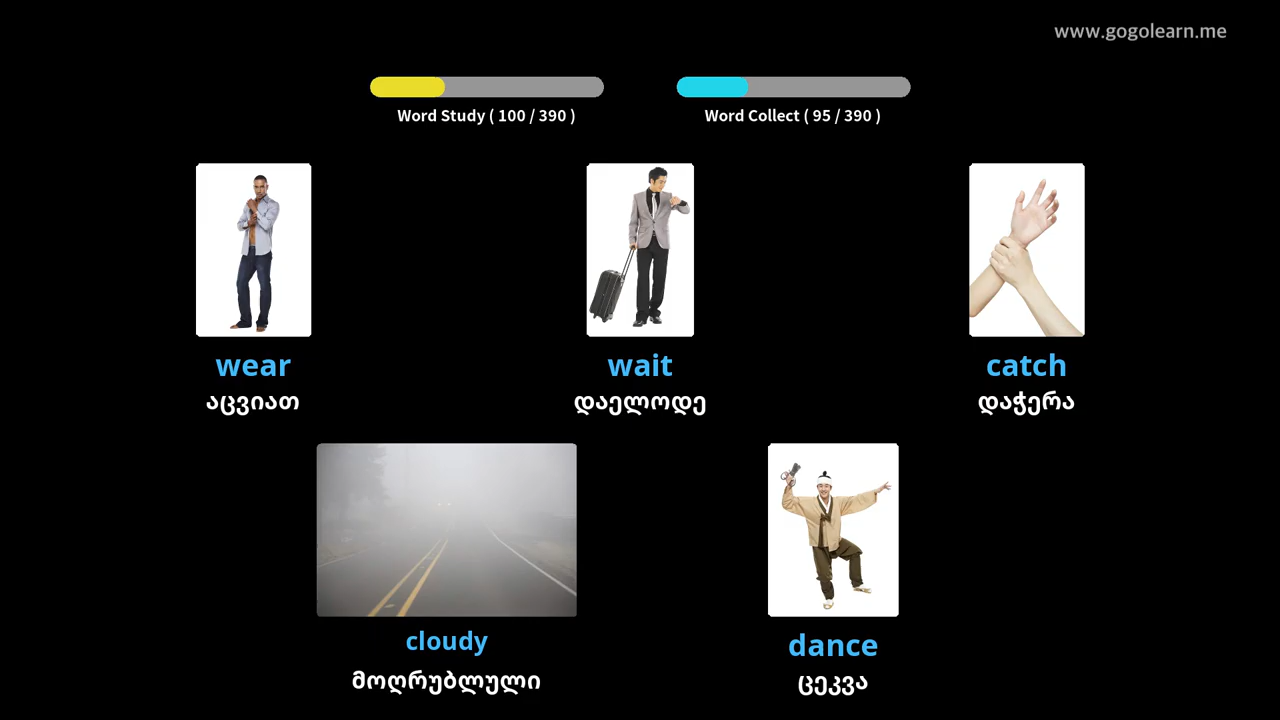 www.gogolearn.me
Word Study ( 100 / 390 )
Word Collect ( 95 / 390 )
wear
აცვიათ
wait
დაელოდე
catch
დაჭერა
cloudy
მოღრუბლული
dance
ცეკვა